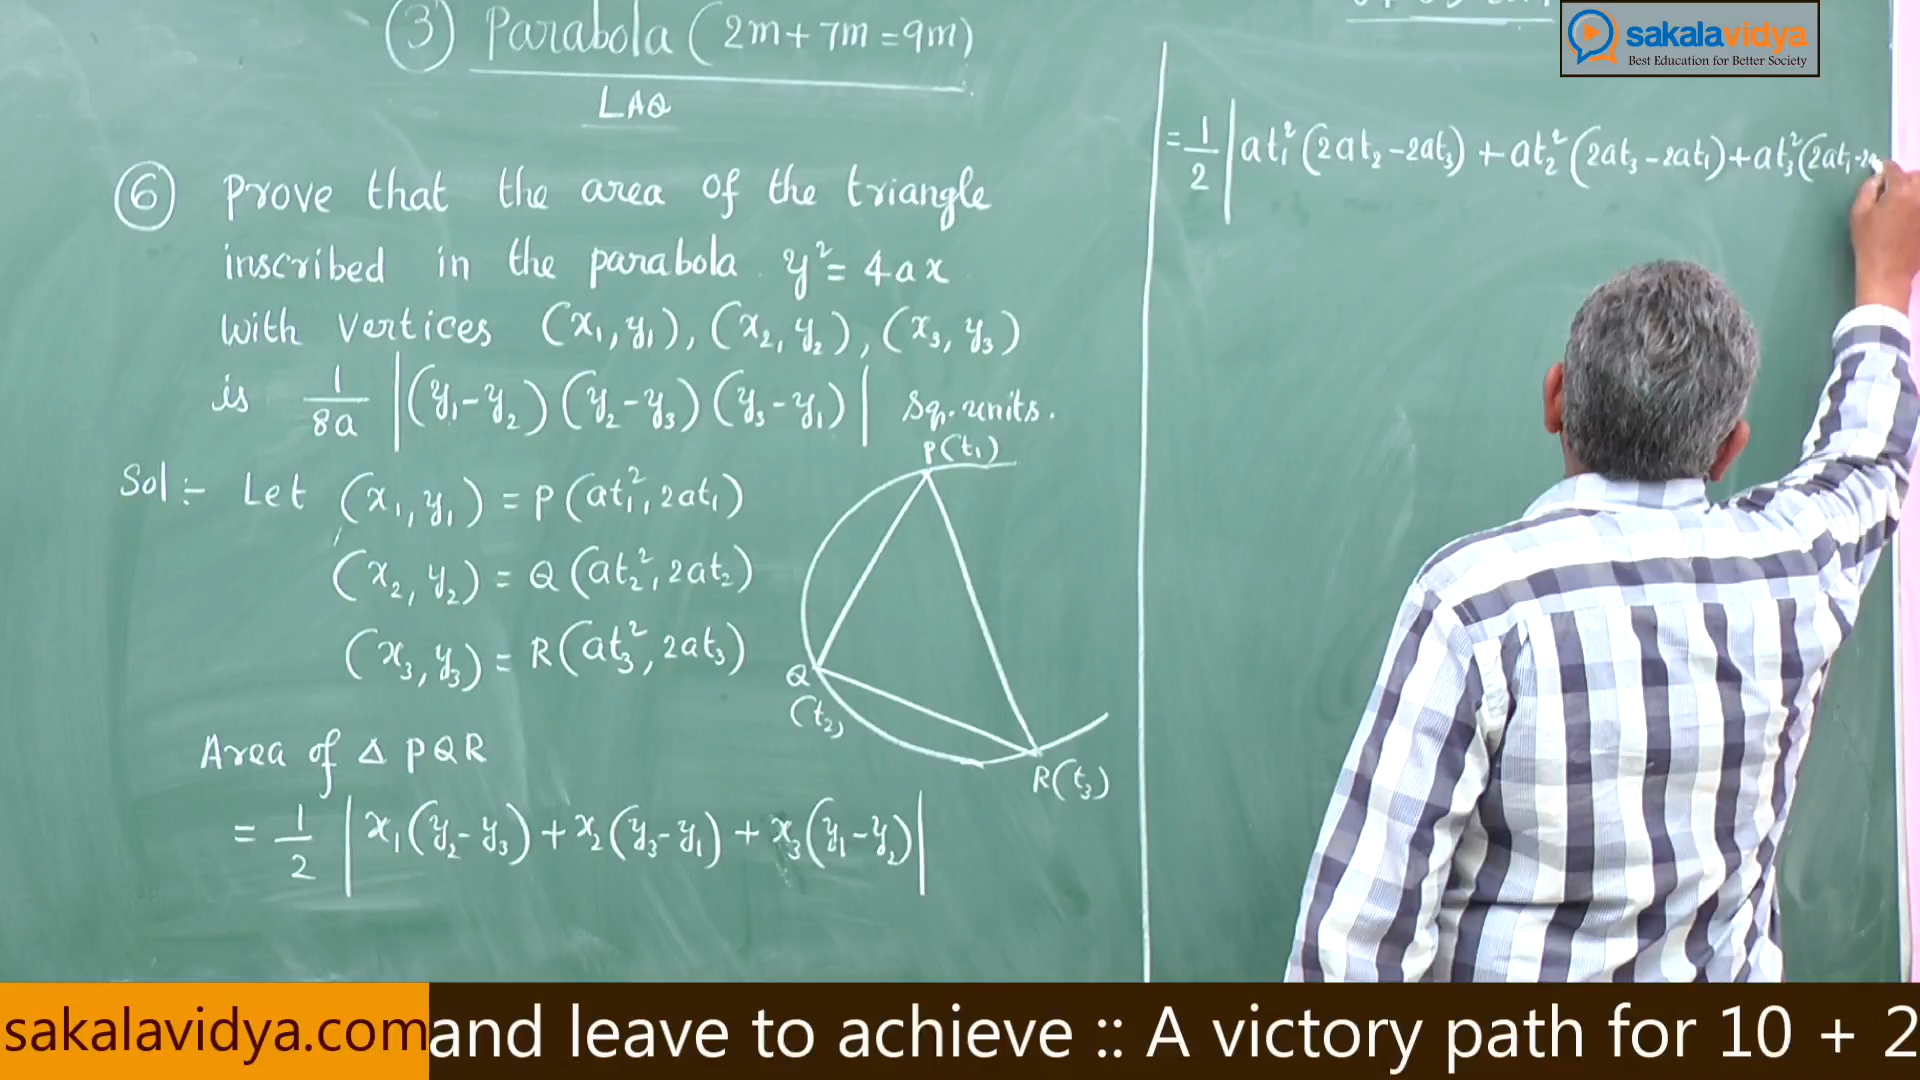 ③ Parabola (2m + 7m = 9m)
LAQ
⑥ Prove that the area of the triangle
inscribed in the parabola y² = 4ax
with vertices (x₁, y₁), (x₂, y₂), (x₃, y₃)
is 1/8a |(y₁ - y₂) (y₂ - y₃) (y₃ - y₁)| sq. units.
Sol :- Let (x₁, y₁) = P(at₁², 2at₁)
(x₂, y₂) = Q(at₂², 2at₂)
(x₃, y₃) = R(at₃², 2at₃)
P(t₁)
Q
(t₂)
R(t₃)
Area of Δ PQR
= 1/2 |x₁(y₂ - y₃) + x₂(y₃ - y₁) + x₃(y₁ - y₂)|
= 1/2 |at₁² (2at₂ - 2at₃) + at₂² (2at₃ - 2at₁) + at₃² (2at₁ - 2a
sakalavidya
Best Education for Better Society
sakalavidya.com and leave to achieve :: A victory path for 10 + 2